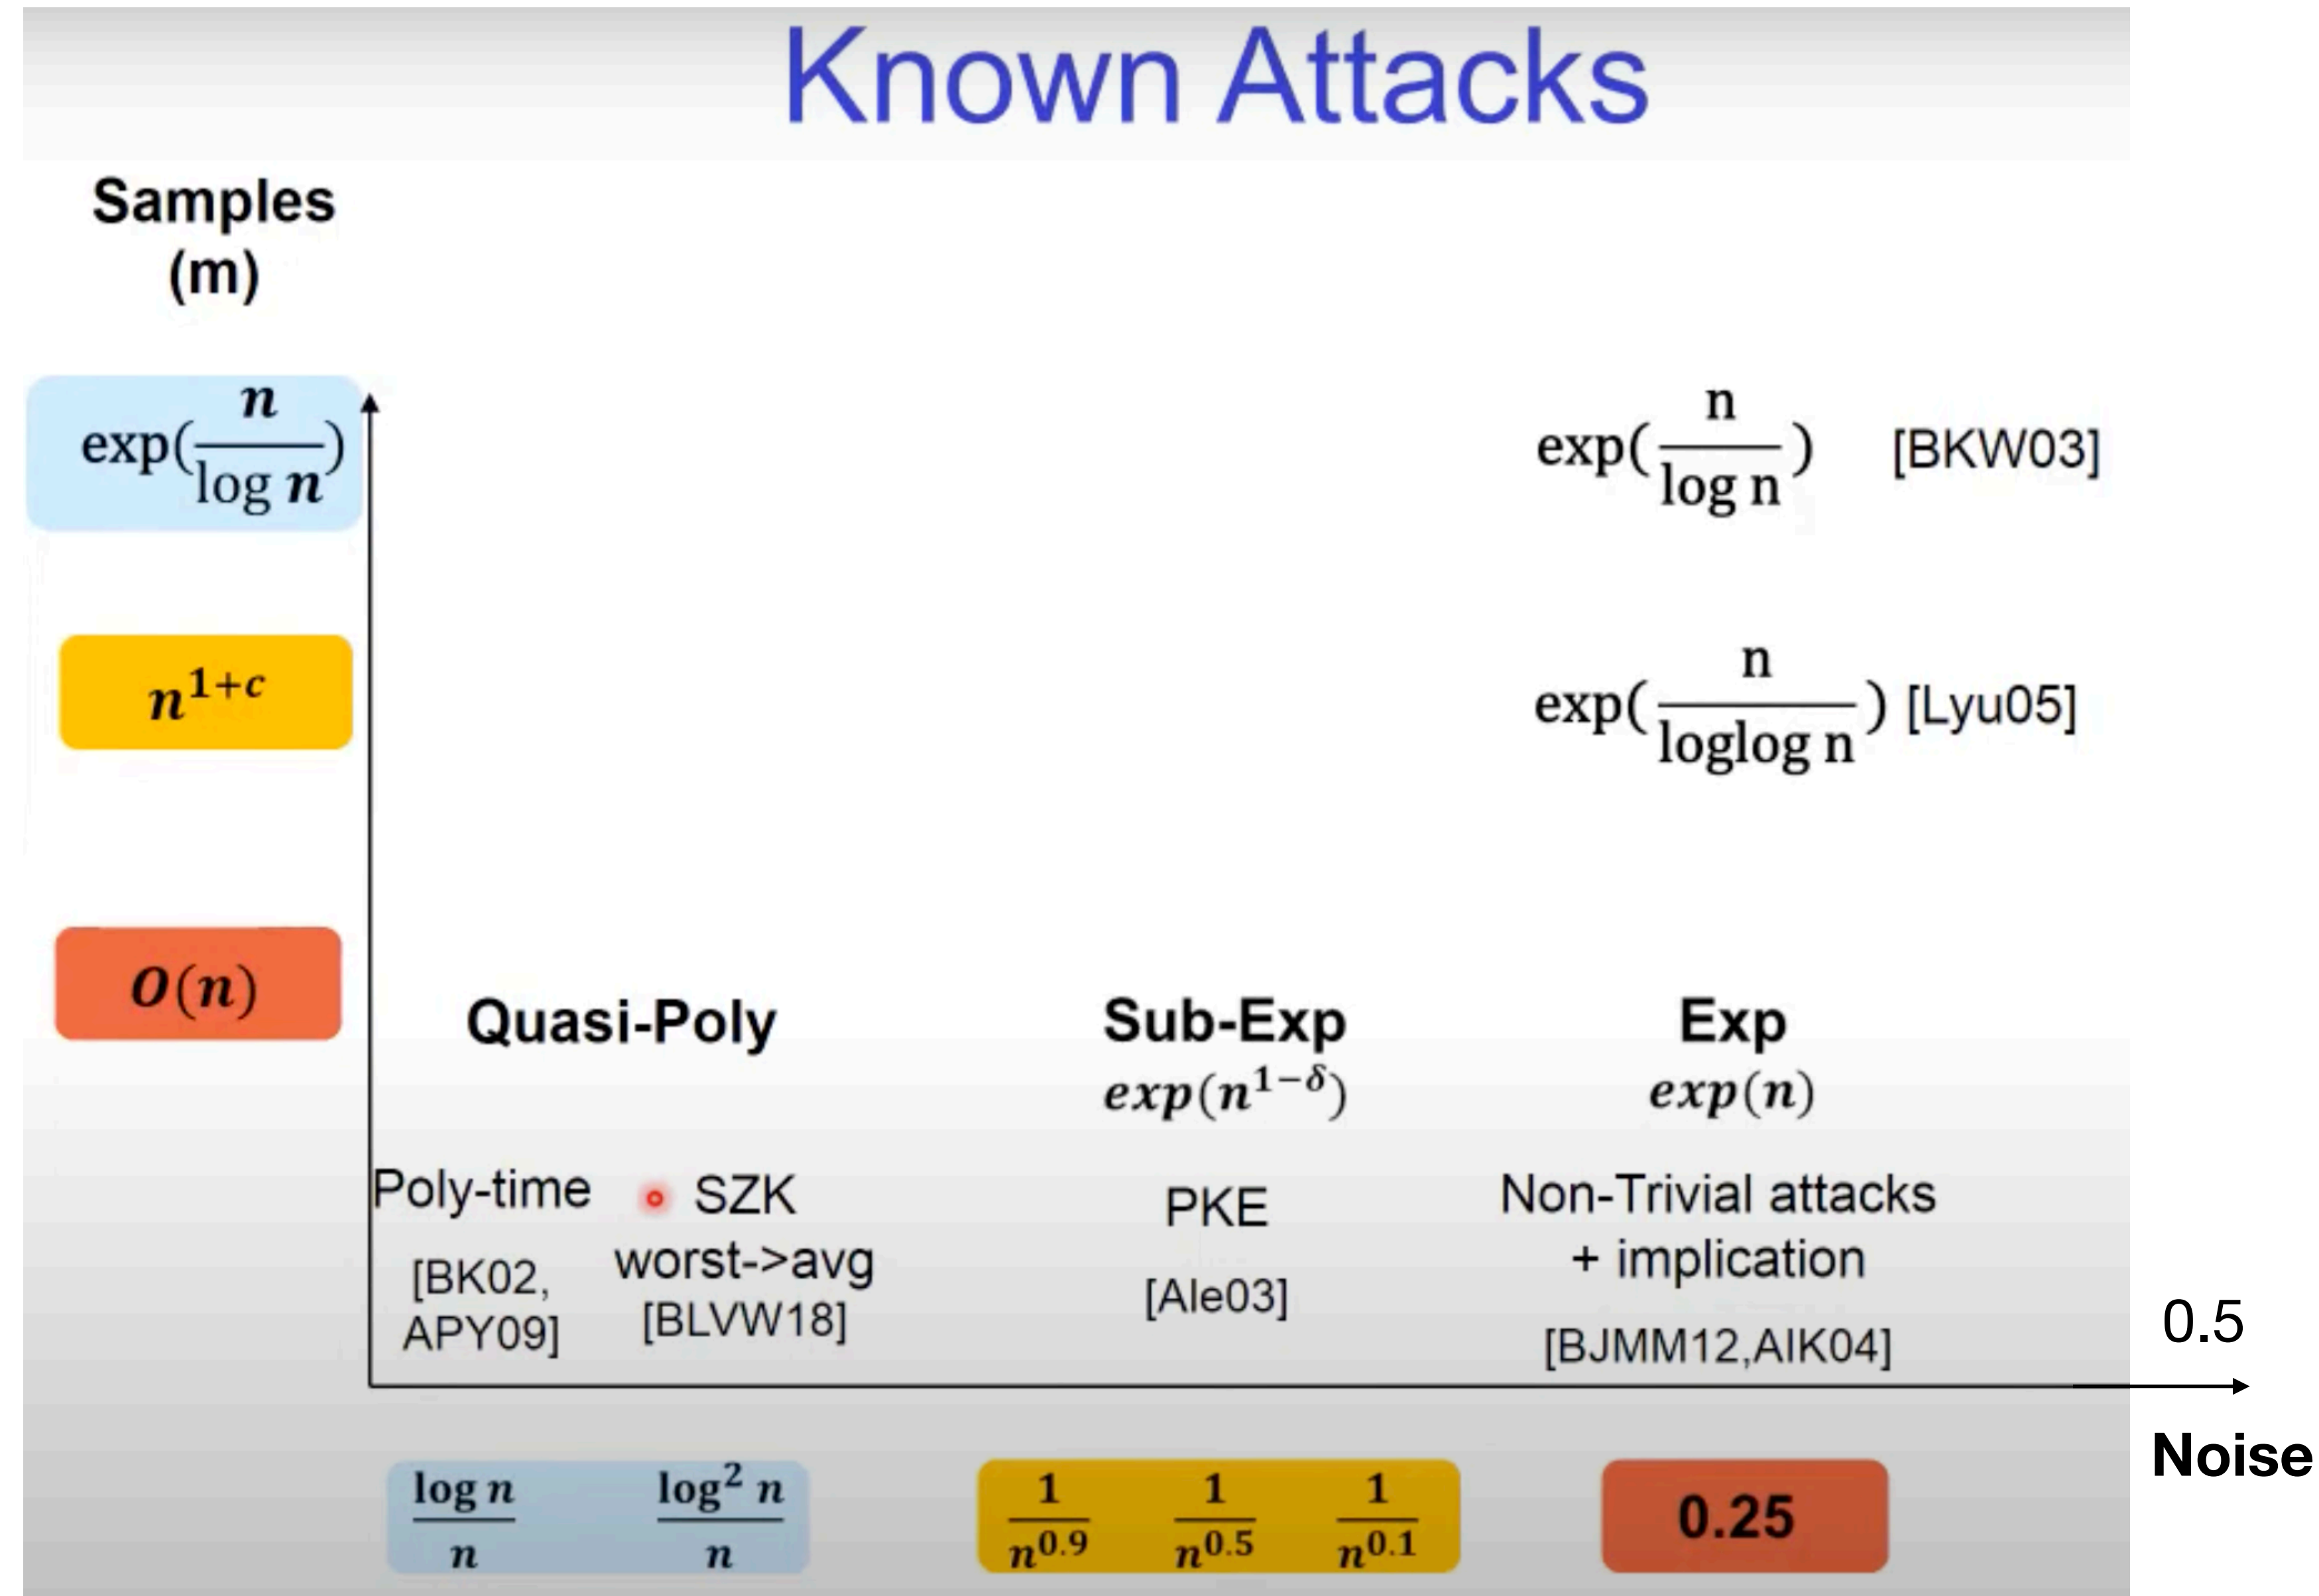 Known Attacks
Samples
(m)
exp(n/log n)
exp(n/log n) [BKW03]
n^{1+c}
exp(n/loglog n) [Lyu05]
O(n)
Quasi-Poly
Sub-Exp
exp(n^{1−δ})
Exp
exp(n)
Poly-time
[BK02,
APY09]
SZK
worst->avg
[BLVW18]
PKE
[Ale03]
Non-Trivial attacks
+ implication
[BJMM12,AIK04]
0.5
Noise
log n/n
log² n/n
1/n^{0.9}
1/n^{0.5}
1/n^{0.1}
0.25